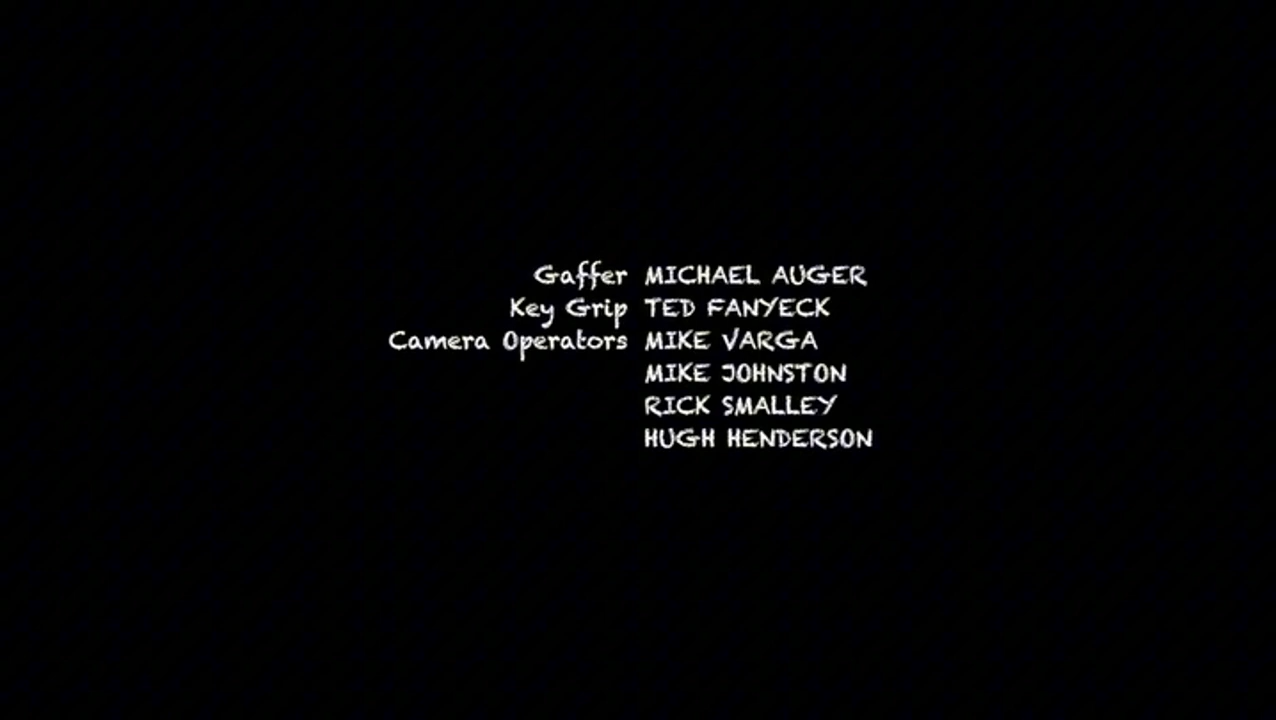 Gaffer MICHAEL AUGER
Key Grip TED FANYECK
Camera Operators MIKE VARGA
MIKE JOHNSTON
RICK SMALLEY
HUGH HENDERSON